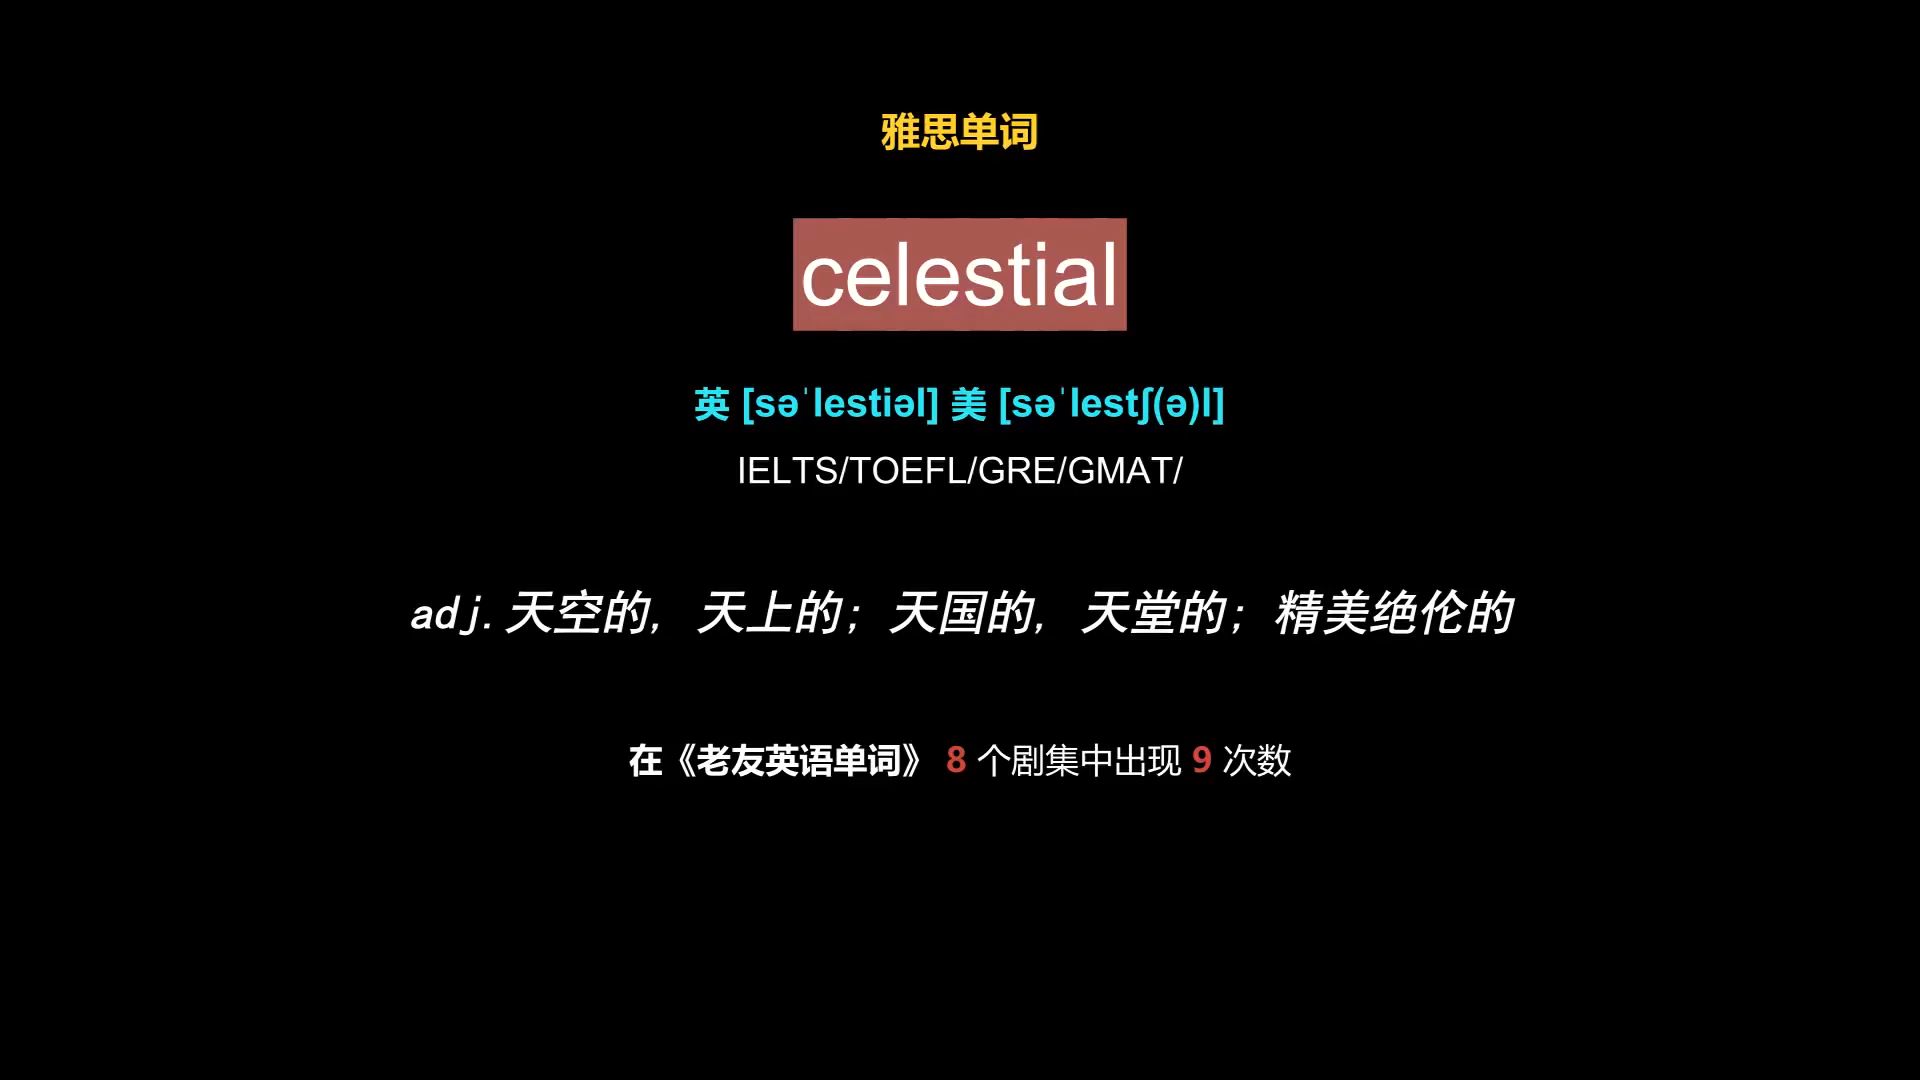 雅思单词
celestial
英 [səˈlestiəl] 美 [səˈlestʃ(ə)l]
IELTS/TOEFL/GRE/GMAT/
adj.天空的，天上的；天国的，天堂的；精美绝伦的
在《老友英语单词》 8 个剧集中出现 9 次数